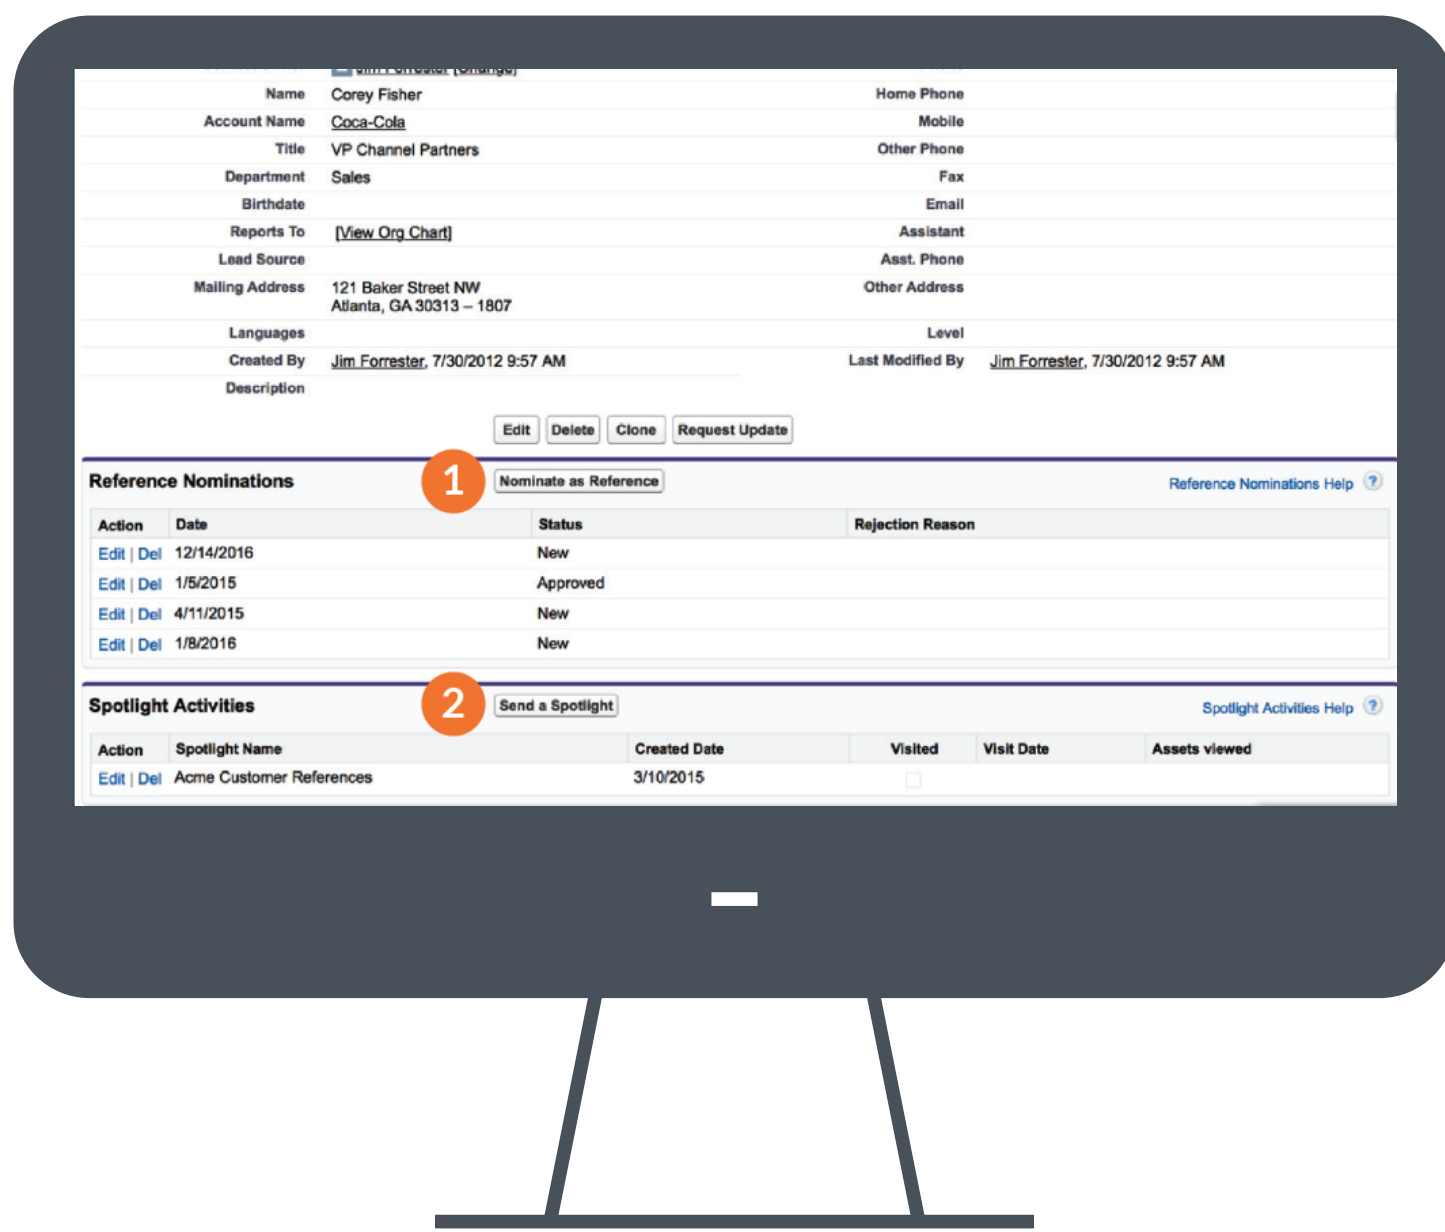 Jim Forrester [Change]
Name Corey Fisher Home Phone
Account Name Coca-Cola Mobile
Title VP Channel Partners Other Phone
Department Sales Fax
Birthdate Email
Reports To [View Org Chart] Assistant
Lead Source Asst. Phone
Mailing Address 121 Baker Street NW Other Address
Atlanta, GA 30313 – 1807
Languages Level
Created By Jim Forrester, 7/30/2012 9:57 AM Last Modified By Jim Forrester, 7/30/2012 9:57 AM
Description
Edit Delete Clone Request Update
Reference Nominations 1 Nominate as Reference Reference Nominations Help ?
Action Date Status Rejection Reason
Edit | Del 12/14/2016 New
Edit | Del 1/5/2015 Approved
Edit | Del 4/11/2015 New
Edit | Del 1/8/2016 New
Spotlight Activities 2 Send a Spotlight Spotlight Activities Help ?
Action Spotlight Name Created Date Visited Visit Date Assets viewed
Edit | Del Acme Customer References 3/10/2015